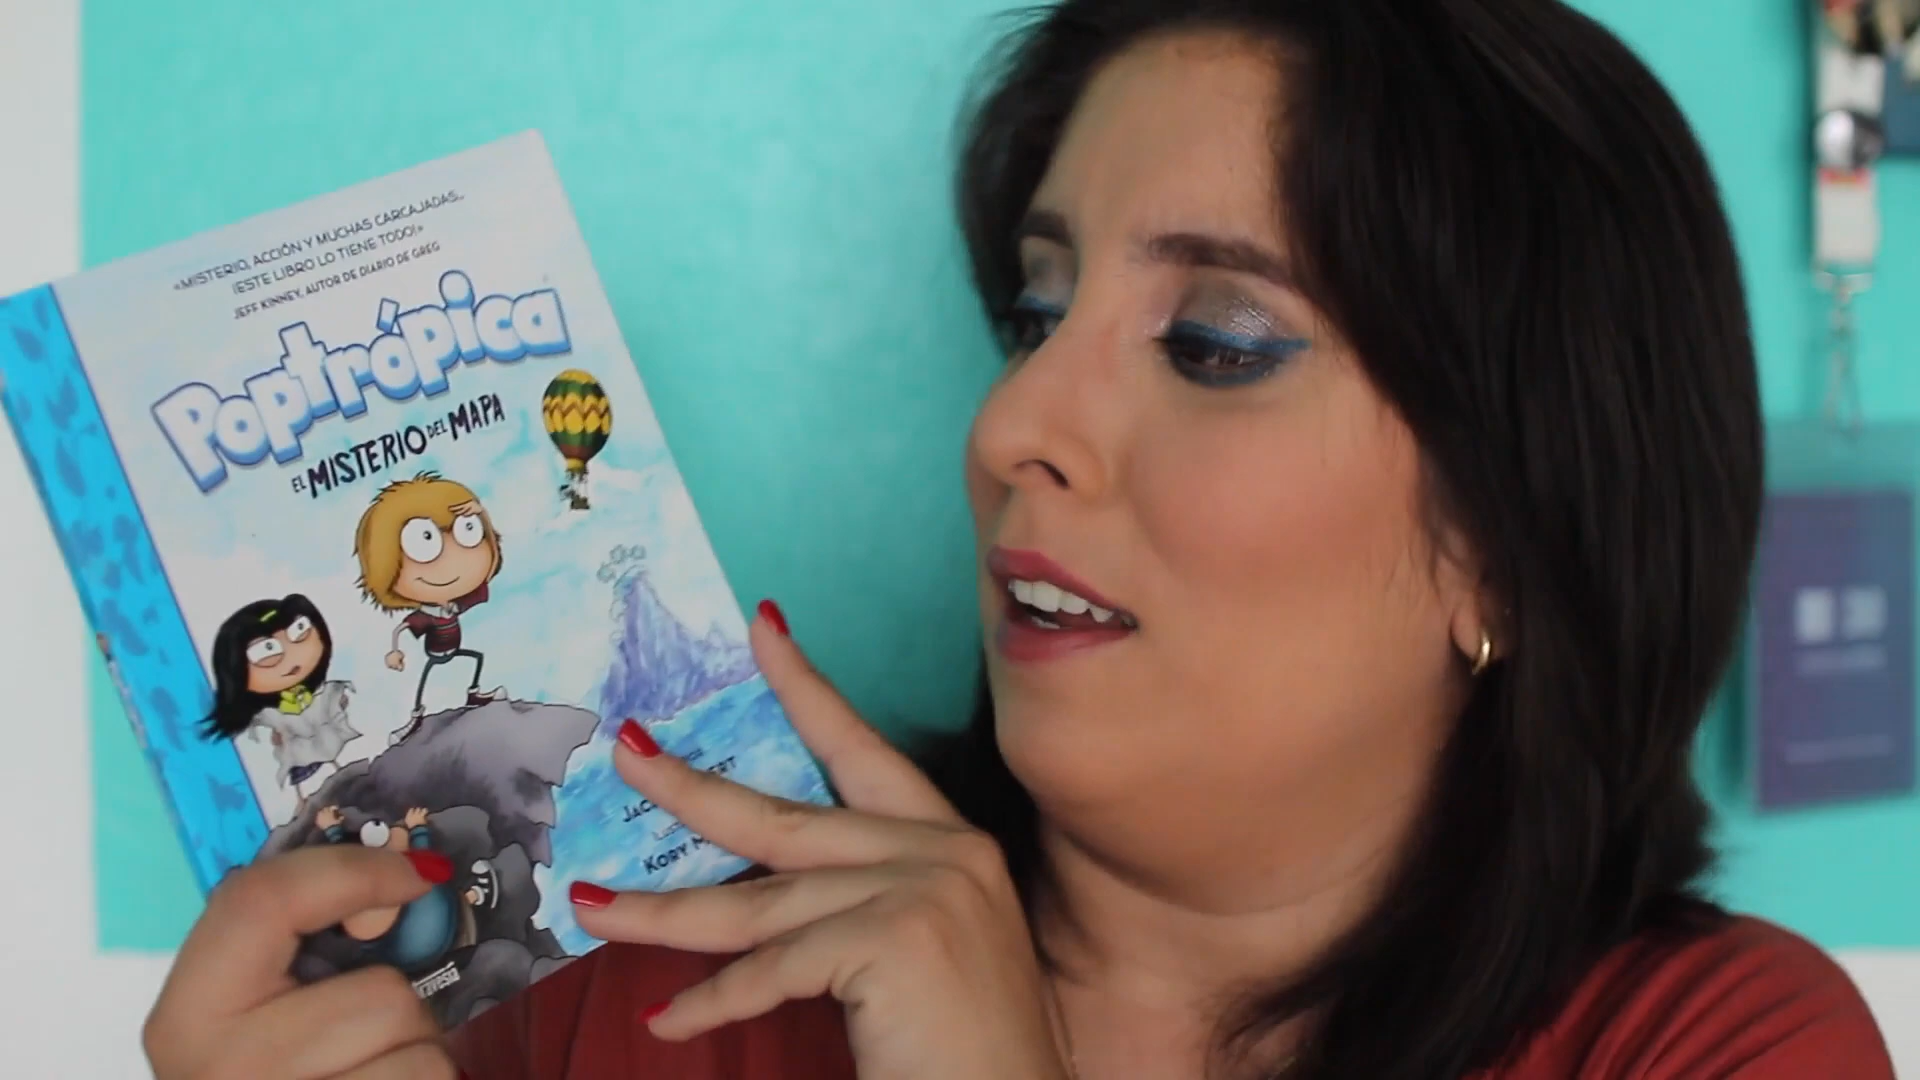 «MISTERIO, ACCIÓN Y MUCHAS CARCAJADAS...
¡ESTE LIBRO LO TIENE TODO!»
JEFF KINNEY, AUTOR DE DIARIO DE GREG
Poptrópica
EL MISTERIO DEL MAPA
KORY